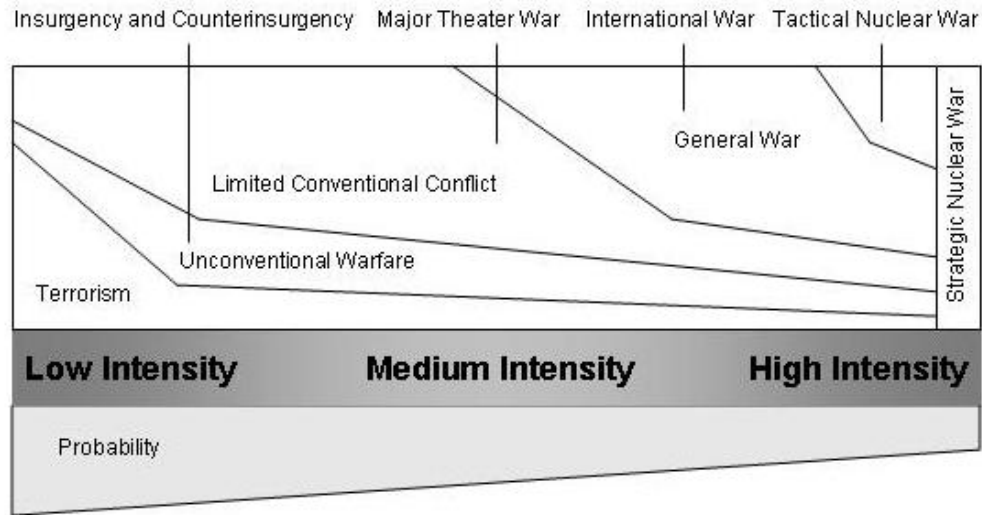 Insurgency and Counterinsurgency
Major Theater War
International War
Tactical Nuclear War
Strategic Nuclear War
General War
Limited Conventional Conflict
Unconventional Warfare
Terrorism
Low Intensity
Medium Intensity
High Intensity
Probability